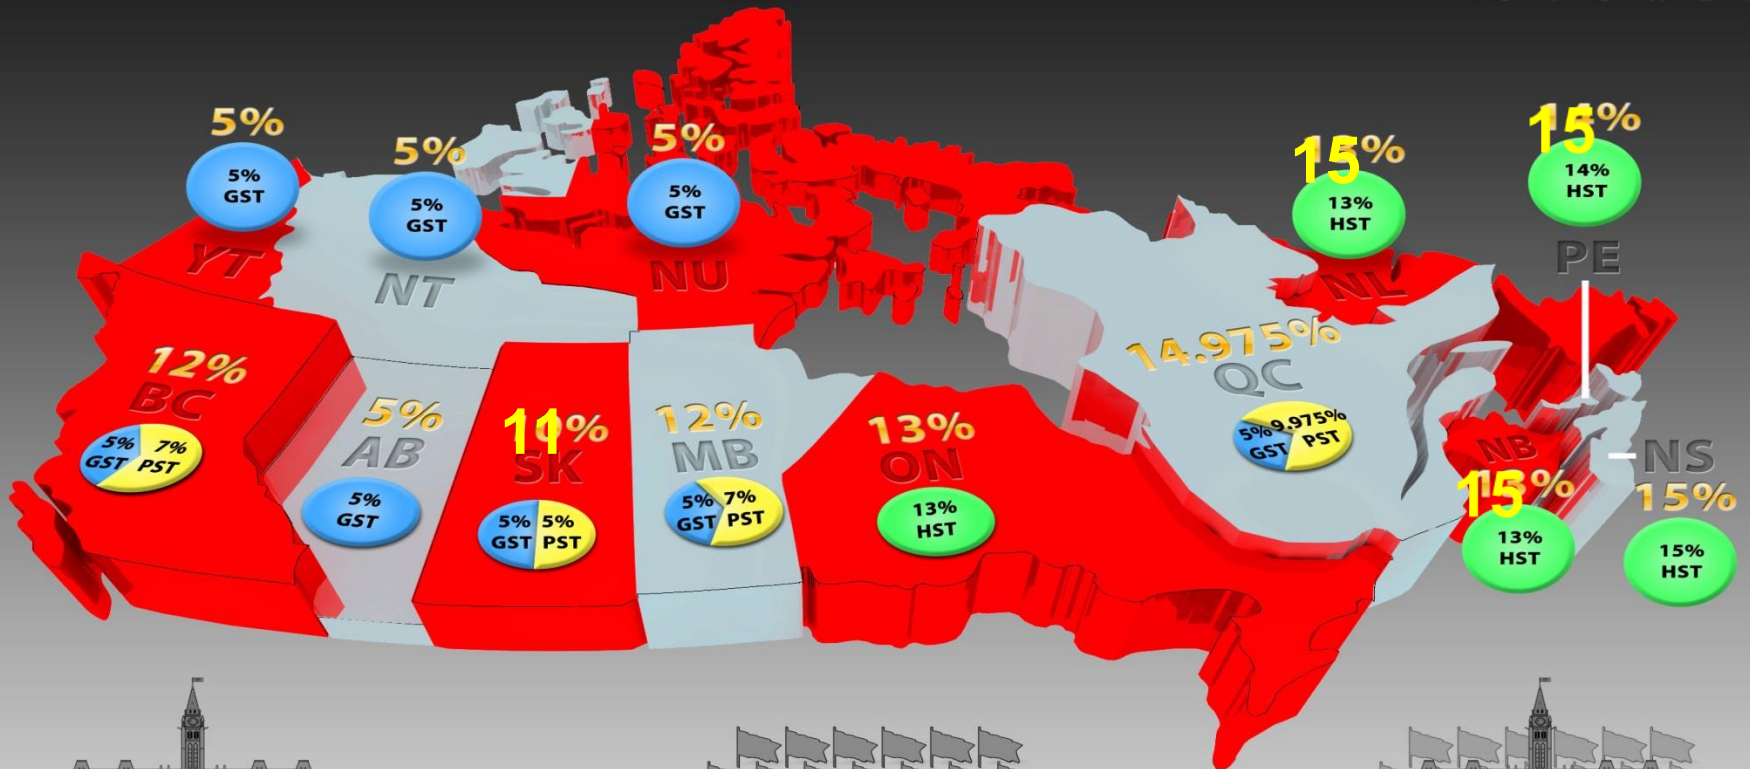 5%
5%
GST
YT
5%
5%
GST
NT
5%
5%
GST
NU
15%
13%
HST
NL
15
14%
14%
HST
PE
12%
BC
5%
GST
7%
PST
5%
AB
5%
GST
11
%
SK
5%
GST
5%
PST
12%
MB
5%
GST
7%
PST
13%
ON
13%
HST
14.975%
QC
5%
GST
9.975%
PST
NB
15
13%
13%
HST
NS
15%
15%
HST